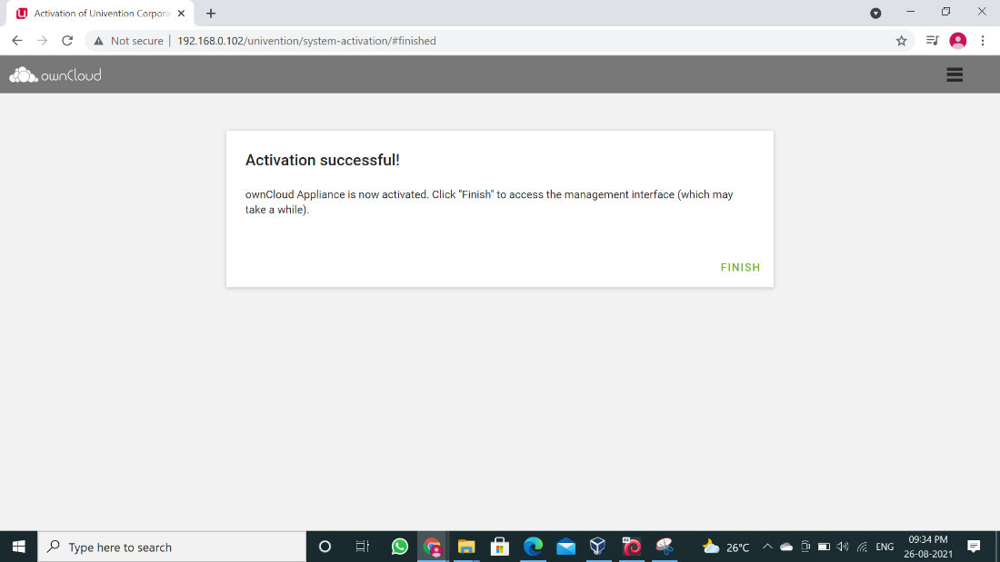 Activation of Univention Corpora
Not secure
192.168.0.102/univention/system-activation/#finished
ownCloud
Activation successful!
ownCloud Appliance is now activated. Click "Finish" to access the management interface (which may
take a while).
FINISH
Type here to search
26°C
ENG
09:34 PM
26-08-2021